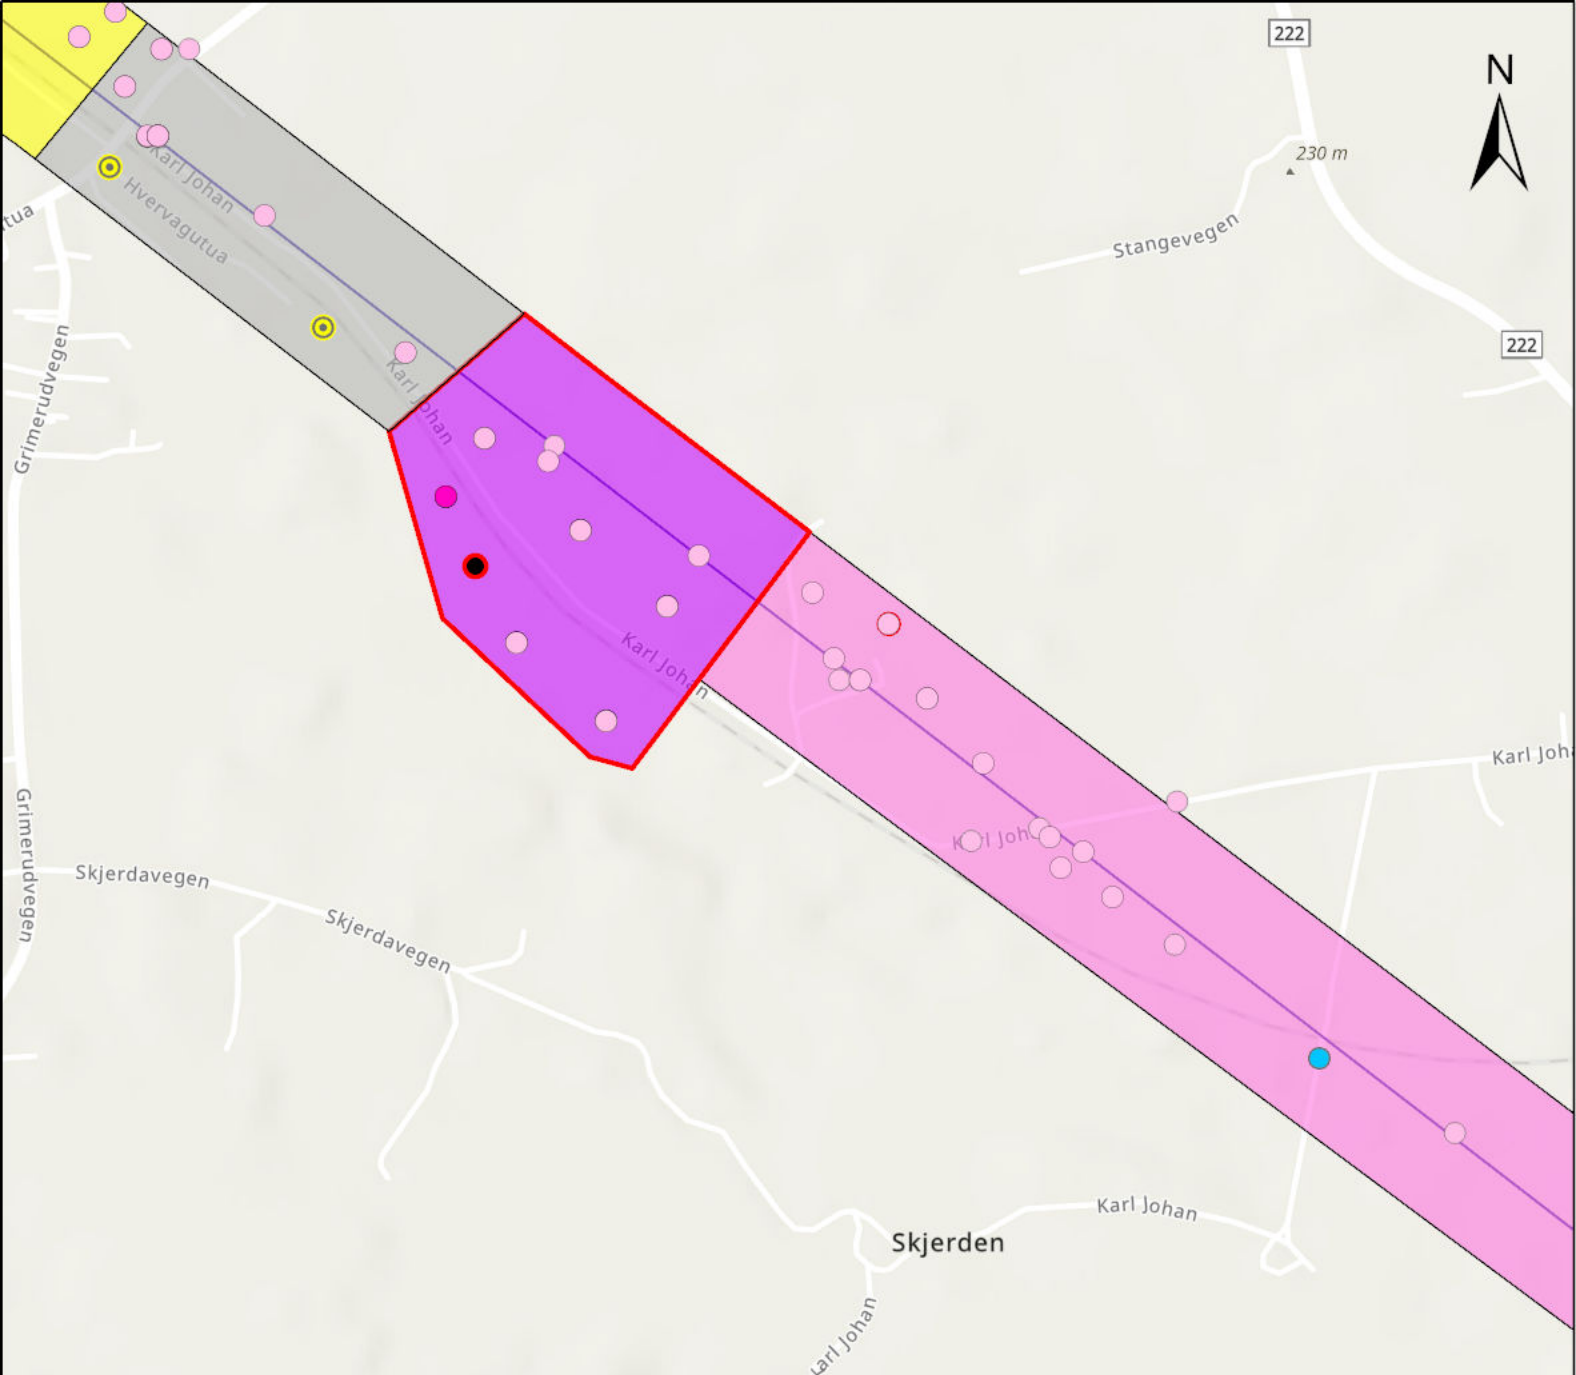 222
N
230 m
Karl Johan
Hvervagutua
tua
Stangevegen
Grimerudvegen
222
Karl Johan
Karl Johan
Karl Joha
Grimerudvegen
Karl Joh
Skjerdavegen
Skjerdavegen
Karl Johan
Skjerden
Karl Johan